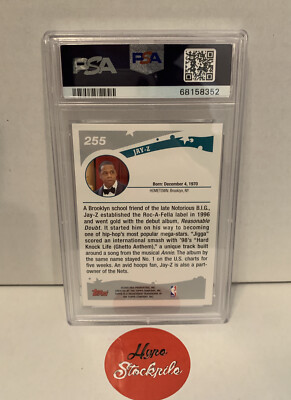 PSA
PSA
68158352
255
JAY-Z
Born: December 4, 1970
HOMETOWN: Brooklyn, NY
A Brooklyn school friend of the late Notorious B.I.G.,
Jay-Z established the Roc-A-Fella label in 1996
and went gold with the debut album, Reasonable
Doubt. It started him on his way to becoming
one of hip-hop's most popular mega-stars. "Jigga"
scored an international smash with '98's "Hard
Knock Life (Ghetto Anthem)," a unique track built
around a song from the musical Annie. The album by
the same name stayed No. 1 on the U.S. charts for
five weeks. An avid hoops fan, Jay-Z is also a part-
owner of the Nets.
Topps
NBA
Hero
Stockpile